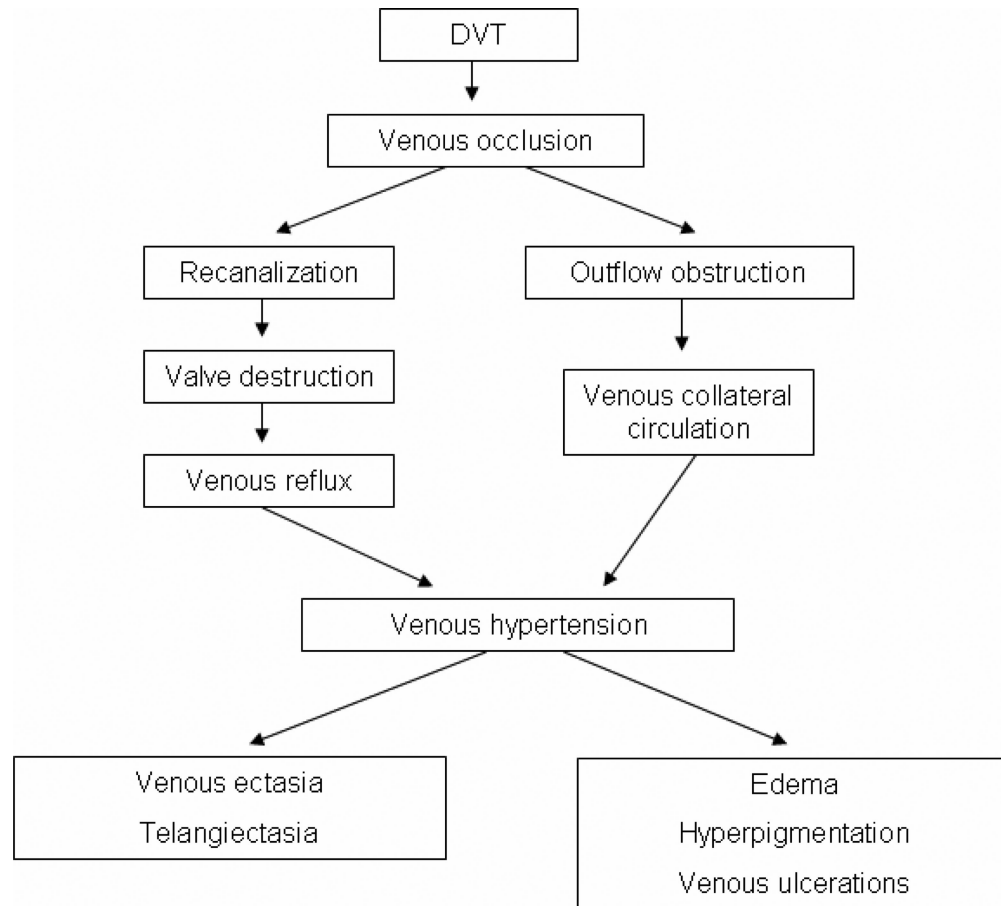 DVT
Venous occlusion
Recanalization
Outflow obstruction
Valve destruction
Venous collateral
circulation
Venous reflux
Venous hypertension
Venous ectasia
Telangiectasia
Edema
Hyperpigmentation
Venous ulcerations